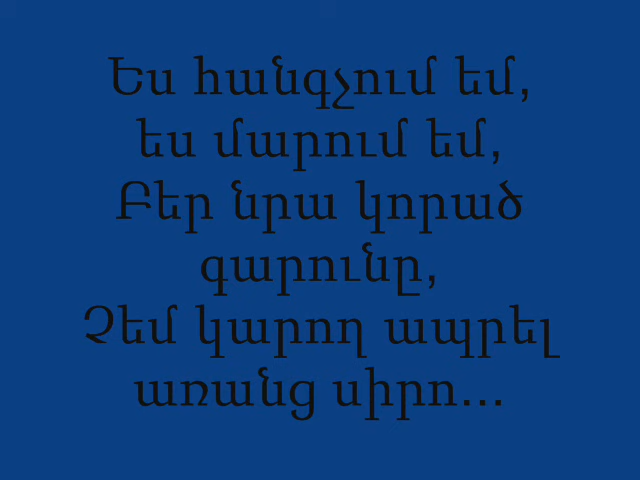 Ես հանգչում եմ,
ես մարում եմ,
Բեր նրա կորած
գարունը,
Չեմ կարող ապրել
առանց սիրո...